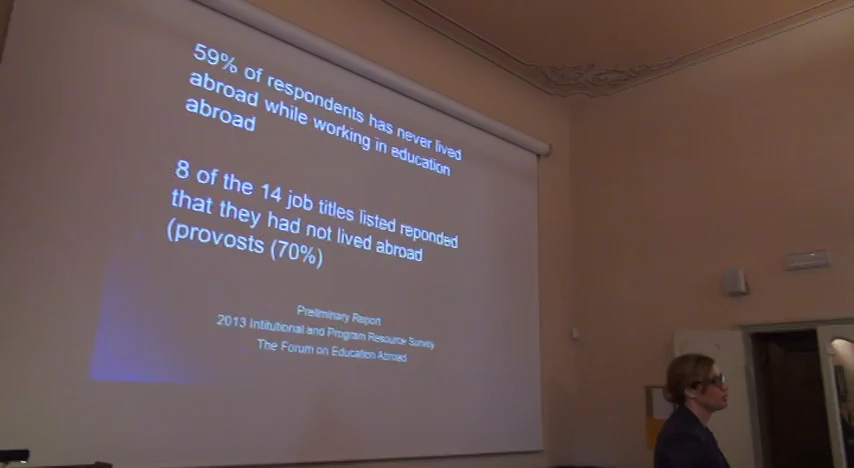 59% of respondents has never lived
abroad while working in education
abroad
8 of the 14 job titles listed reponded
that they had not lived abroad
(provosts (70%)
Preliminary Report
2013 Intitutional and Program Resource Survey
The Forum on Education Abroad